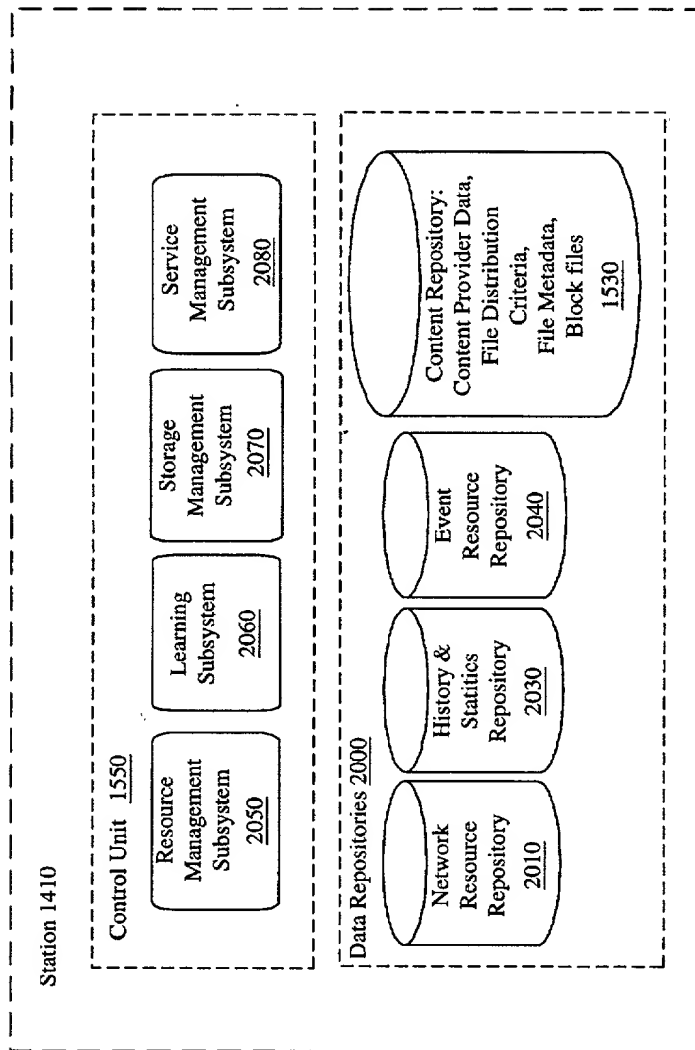 Station 1410
Control Unit 1550
Resource
Management
Subsystem
2050
Learning
Subsystem
2060
Storage
Management
Subsystem
2070
Service
Management
Subsystem
2080
Data Repositories 2000
Network
Resource
Repository
2010
History &
Statitics
Repository
2030
Event
Resource
Repository
2040
Content Repository:
Content Provider Data,
File Distribution
Criteria,
File Metadata,
Block files
1530